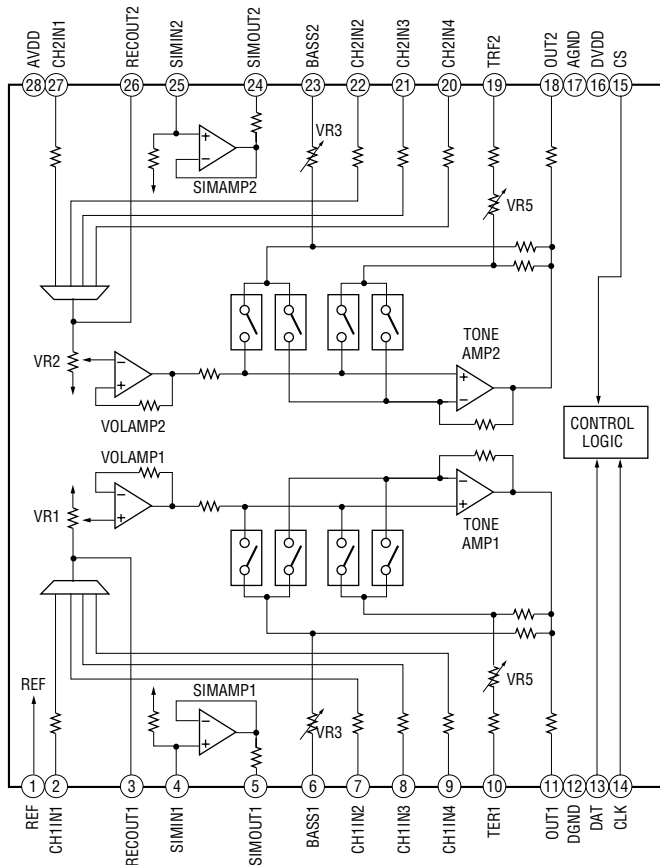 AVDD
CH2IN1
RECOUT2
SIMIN2
SIMOUT2
BASS2
CH2IN2
CH2IN3
CH2IN4
TRF2
OUT2
AGND
DVDD
CS
28
27
26
25
24
23
22
21
20
19
18
17
16
15
VR3
+
−
SIMAMP2
VR5
VR2
−
+
VOLAMP2
TONE
AMP2
+
−
CONTROL
LOGIC
VOLAMP1
VR1
−
+
−
+
TONE
AMP1
REF
SIMAMP1
−
+
VR3
VR5
1
2
3
4
5
6
7
8
9
10
11
12
13
14
REF
CH1IN1
RECOUT1
SIMIN1
SIMOUT1
BASS1
CH1IN2
CH1IN3
CH1IN4
TER1
OUT1
DGND
DAT
CLK